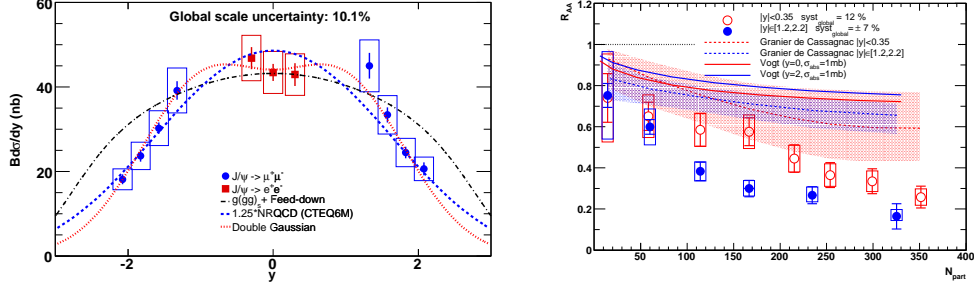 Global scale uncertainty: 10.1%
Bdσ/dy (nb)
60
40
20
0
J/ψ -> μ⁺μ⁻
J/ψ -> e⁺e⁻
g(gg)₈ + Feed-down
1.25*NRQCD (CTEQ6M)
Double Gaussian
-2 0 2
y
R_AA
|y|<0.35 syst_global = 12 %
|y|∈[1.2,2.2] syst_global = ± 7 %
Granier de Cassagnac |y|<0.35
Granier de Cassagnac |y|∈[1.2,2.2]
Vogt (y=0, σ_abs=1mb)
Vogt (y=2, σ_abs=1mb)
1.2
1
0.8
0.6
0.4
0.2
0
0 50 100 150 200 250 300 350 400
N_part